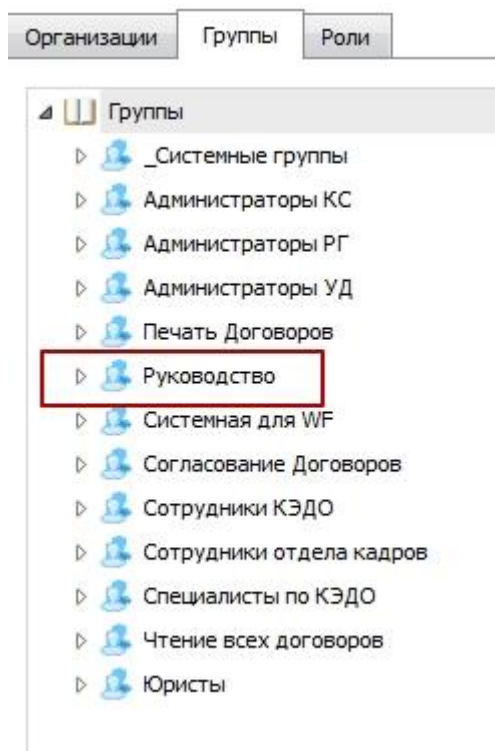 Организации Группы Роли
Группы
_Системные группы
Администраторы КС
Администраторы РГ
Администраторы УД
Печать Договоров
Руководство
Системная для WF
Согласование Договоров
Сотрудники КЭДО
Сотрудники отдела кадров
Специалисты по КЭДО
Чтение всех договоров
Юристы